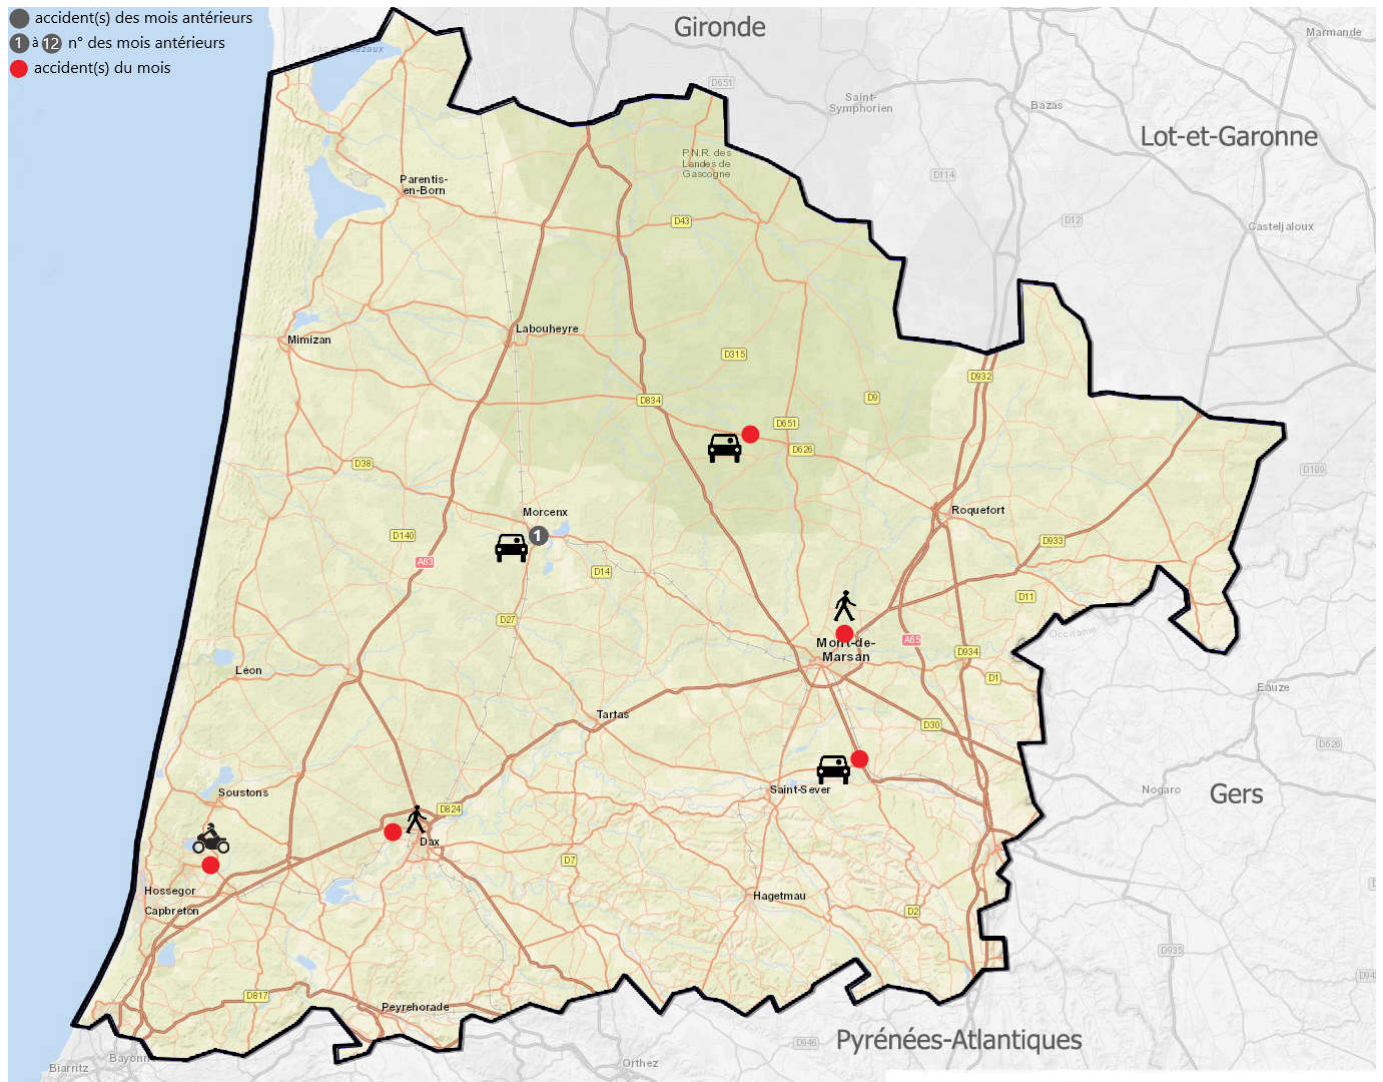 accident(s) des mois antérieurs
1 à 12 n° des mois antérieurs
accident(s) du mois
Gironde
Marmande
D651
Saint-
Symphorien
Bazas
Lot-et-Garonne
P.N.R. des
Landes de
Gascogne
D114
Parentis-
en-Born
D43
D12
Casteljaloux
Labouheyre
Mimizan
D315
D932
D834
D9
D651
D626
D38
D109
Morcenx
1
Roquefort
D140
D933
A63
D14
D11
D27
Occitanie
Mont-de-
Marsan
A65
D934
Léon
D1
Eauze
Tartas
D30
D626
Soustons
Saint-Sever
Nogaro
Gers
D824
Dax
D7
Hossegor
Capbreton
Hagetmau
D2
D935
D817
Peyrehorade
Pyrénées-Atlantiques
D946
Bayonne
Biarritz
Orthez